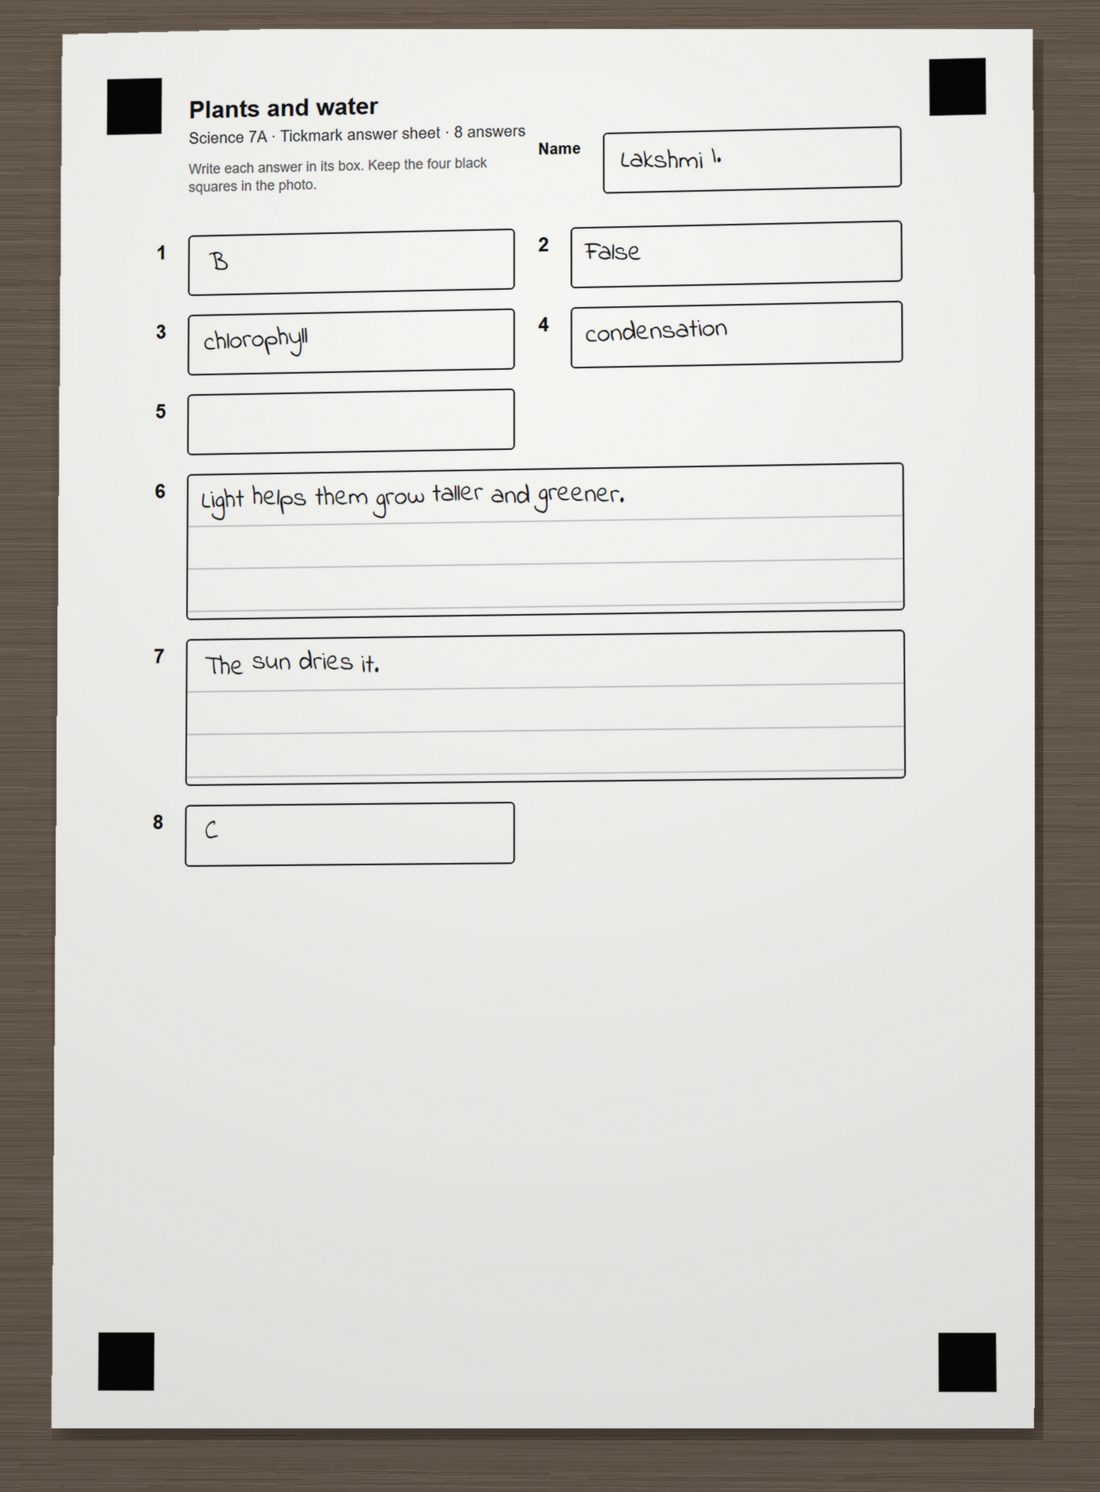 Plants and water
Science 7A · Tickmark answer sheet · 8 answers
Write each answer in its box. Keep the four black
squares in the photo.
Name
Lakshmi I.
1
B
2
False
3
chlorophyll
4
condensation
5
6
Light helps them grow taller and greener.
7
The sun dries it.
8
C